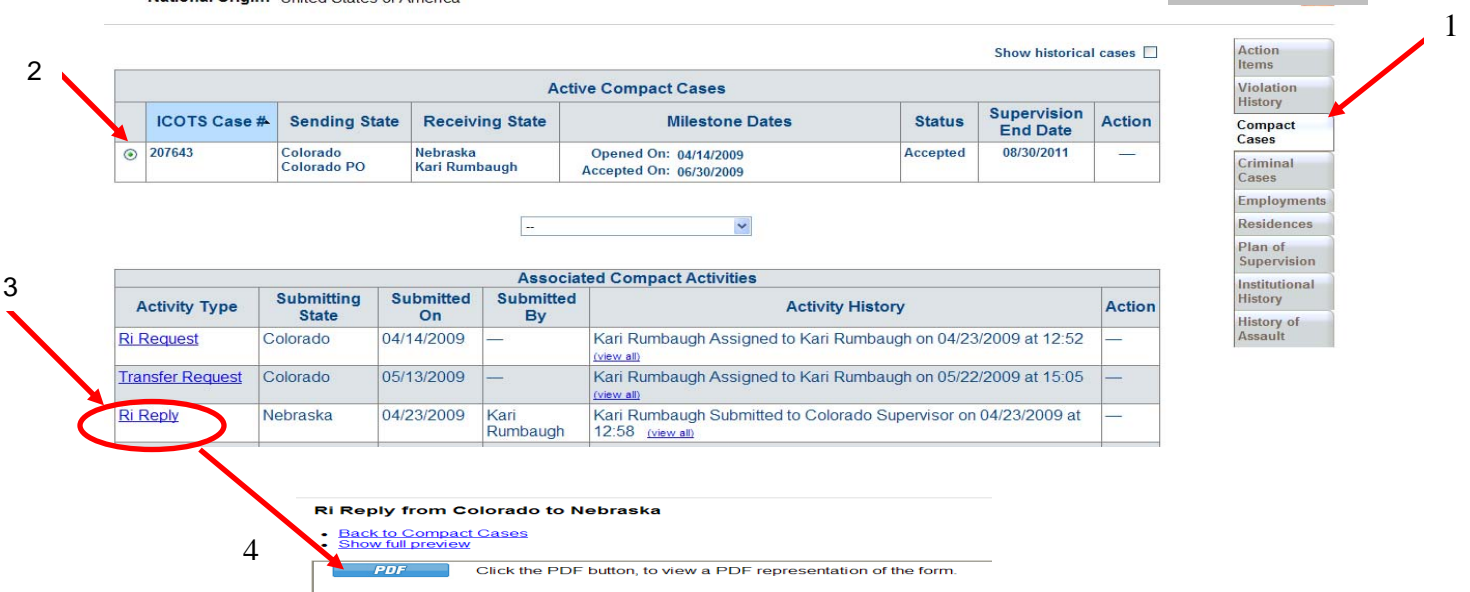 National Origin: United States of America
1
Show historical cases
2
Active Compact Cases
ICOTS Case # Sending State Receiving State Milestone Dates Status Supervision End Date Action
207643 Colorado Nebraska Opened On: 04/14/2009 Accepted 08/30/2011 —
Colorado PO Kari Rumbaugh Accepted On: 06/30/2009
--
3
Associated Compact Activities
Activity Type Submitting State Submitted On Submitted By Activity History Action
Ri Request Colorado 04/14/2009 — Kari Rumbaugh Assigned to Kari Rumbaugh on 04/23/2009 at 12:52 —
(view all)
Transfer Request Colorado 05/13/2009 — Kari Rumbaugh Assigned to Kari Rumbaugh on 05/22/2009 at 15:05 —
(view all)
Ri Reply Nebraska 04/23/2009 Kari Kari Rumbaugh Submitted to Colorado Supervisor on 04/23/2009 at —
Rumbaugh 12:58 (view all)
Action
Items
Violation
History
Compact
Cases
Criminal
Cases
Employments
Residences
Plan of
Supervision
Institutional
History
History of
Assault
Ri Reply from Colorado to Nebraska
Back to Compact Cases
Show full preview
4
PDF Click the PDF button, to view a PDF representation of the form.